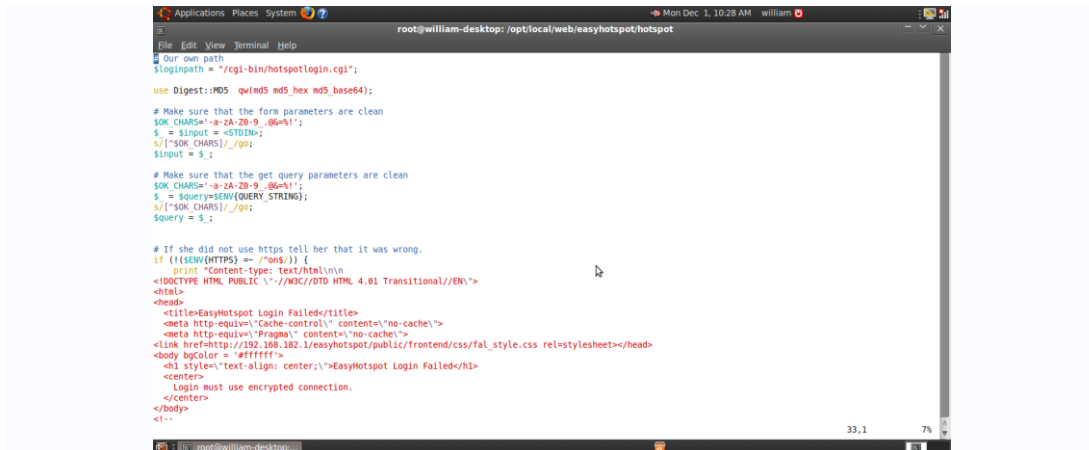 Applications Places System Mon Dec 1, 10:28 AM william
root@william-desktop: /opt/local/web/easyhotspot/hotspot
File Edit View Terminal Help
# Our own path
$loginpath = "/cgi-bin/hotspotlogin.cgi";
use Digest::MD5 qw(md5 md5_hex md5_base64);
# Make sure that the form parameters are clean
$OK_CHARS='-a-zA-Z0-9_.@&=%!';
$_ = $input = <STDIN>;
s/[^$OK_CHARS]/_/go;
$input = $_;
# Make sure that the get query parameters are clean
$OK_CHARS='-a-zA-Z0-9_.@&=%!';
$_ = $query=$ENV{QUERY_STRING};
s/[^$OK_CHARS]/_/go;
$query = $_;
# If she did not use https tell her that it was wrong.
if (!($ENV{HTTPS} =~ /^on$/)) {
print "Content-type: text/html\n\n
<!DOCTYPE HTML PUBLIC \"-//W3C//DTD HTML 4.01 Transitional//EN\">
<html>
<head>
<title>EasyHotspot Login Failed</title>
<meta http-equiv=\"Cache-control\" content=\"no-cache\">
<meta http-equiv=\"Pragma\" content=\"no-cache\">
<link href=http://192.168.182.1/easyhotspot/public/frontend/css/fal_style.css rel=stylesheet></head>
<body bgColor = '#ffffff'>
<h1 style=\"text-align: center;\">EasyHotspot Login Failed</h1>
<center>
Login must use encrypted connection.
</center>
</body>
<!--
33,1 7%
root@william-desktop:...